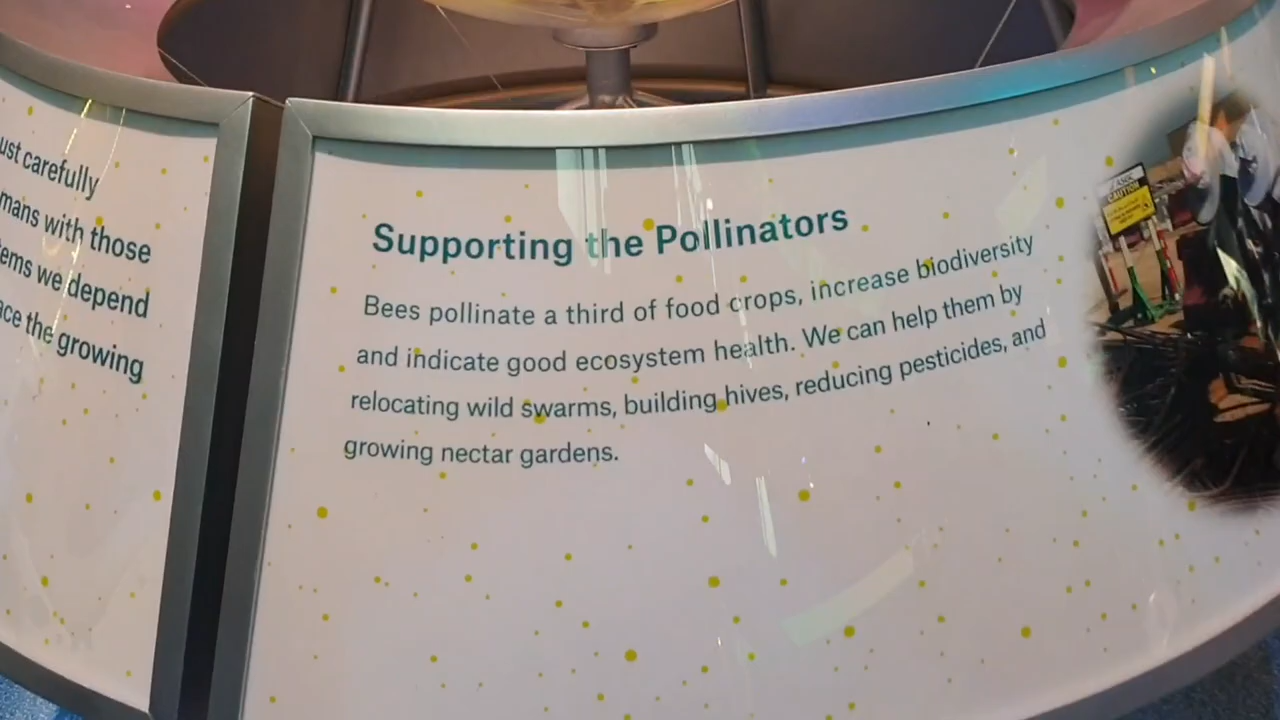 ust carefully
mans with those
ems we depend
ace the growing
Supporting the Pollinators
Bees pollinate a third of food crops, increase biodiversity
and indicate good ecosystem health. We can help them by
relocating wild swarms, building hives, reducing pesticides, and
growing nectar gardens.
CAUTION